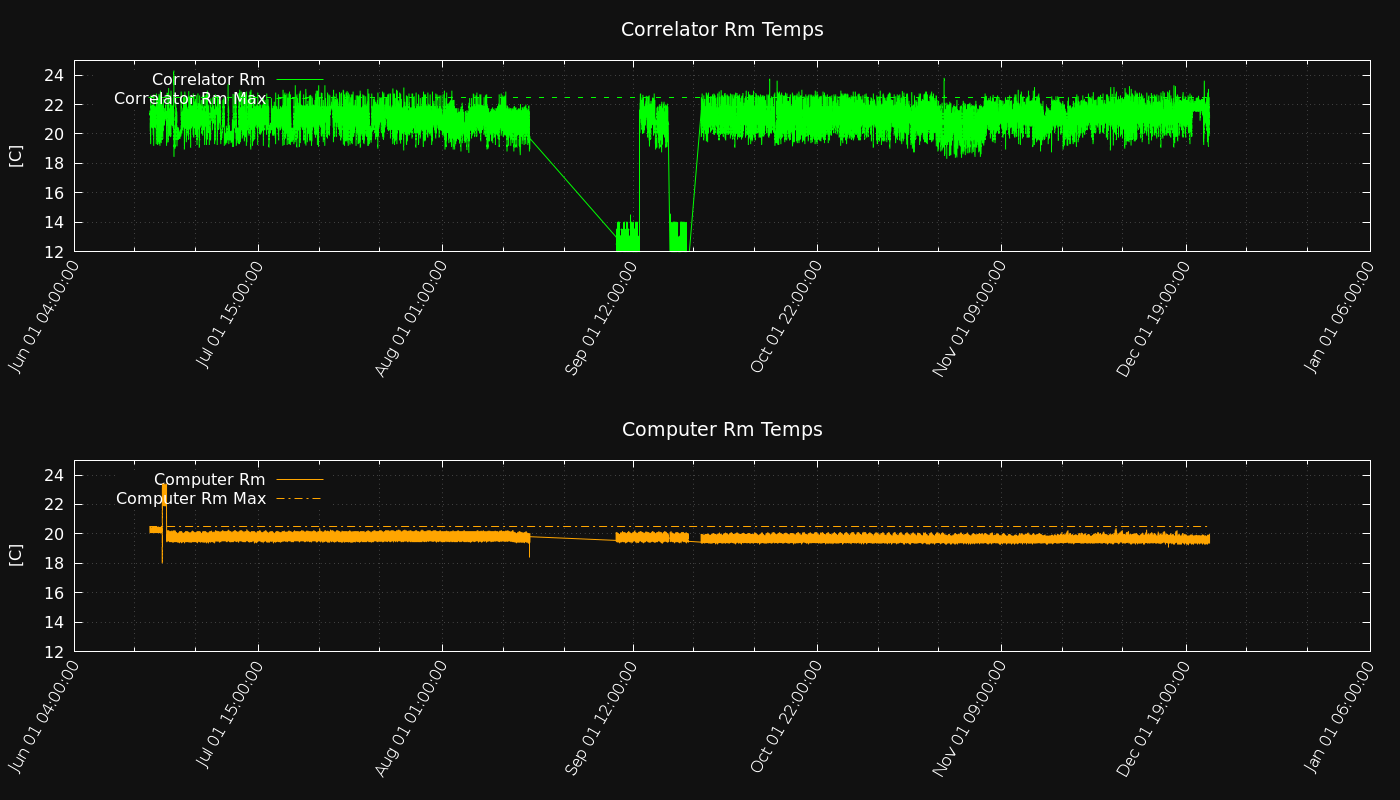 Correlator Rm Temps
Correlator Rm
Correlator Rm Max
24
22
20
18
16
14
12
[C]
Jun 01 04:00:00
Jul 01 15:00:00
Aug 01 01:00:00
Sep 01 12:00:00
Oct 01 22:00:00
Nov 01 09:00:00
Dec 01 19:00:00
Jan 01 06:00:00
Computer Rm Temps
Computer Rm
Computer Rm Max
24
22
20
18
16
14
12
[C]
Jun 01 04:00:00
Jul 01 15:00:00
Aug 01 01:00:00
Sep 01 12:00:00
Oct 01 22:00:00
Nov 01 09:00:00
Dec 01 19:00:00
Jan 01 06:00:00